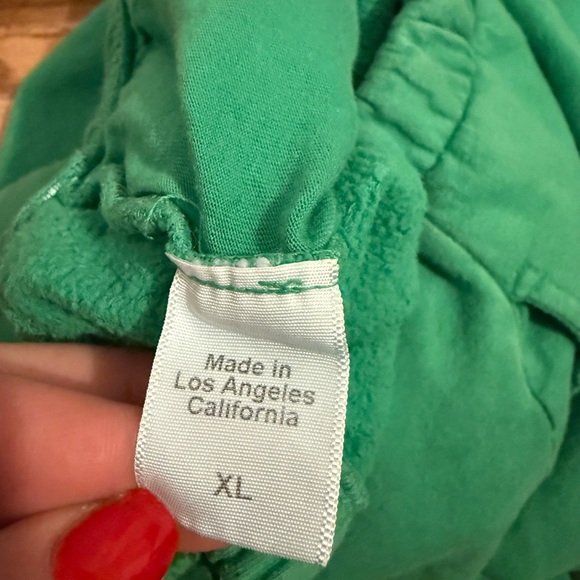 Made in
Los Angeles
California
XL